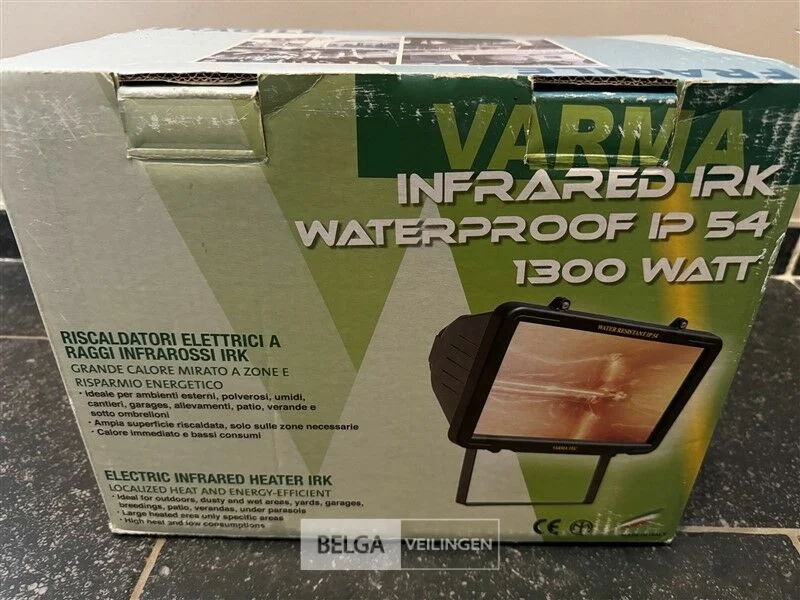 FRAGILE
VARMA
INFRARED IRK
WATERPROOF IP 54
1300 WATT
WATER RESISTANT IP 54
VARMA TEC
RISCALDATORI ELETTRICI A
RAGGI INFRAROSSI IRK
GRANDE CALORE MIRATO A ZONE E
RISPARMIO ENERGETICO
· Ideale per ambienti esterni, polverosi, umidi,
cantieri, garages, allevamenti, patio, verande e
sotto ombrelloni
· Ampia superficie riscaldata, solo sulle zone necessarie
· Calore immediato e bassi consumi
ELECTRIC INFRARED HEATER IRK
LOCALIZED HEAT AND ENERGY-EFFICIENT
· Ideal for outdoors, dusty and wet areas, yards, garages,
breedings, patio, verandas, under parasols
· Large heated area only specific areas
· High heat and low consumptions
CE
BELGA VEILINGEN